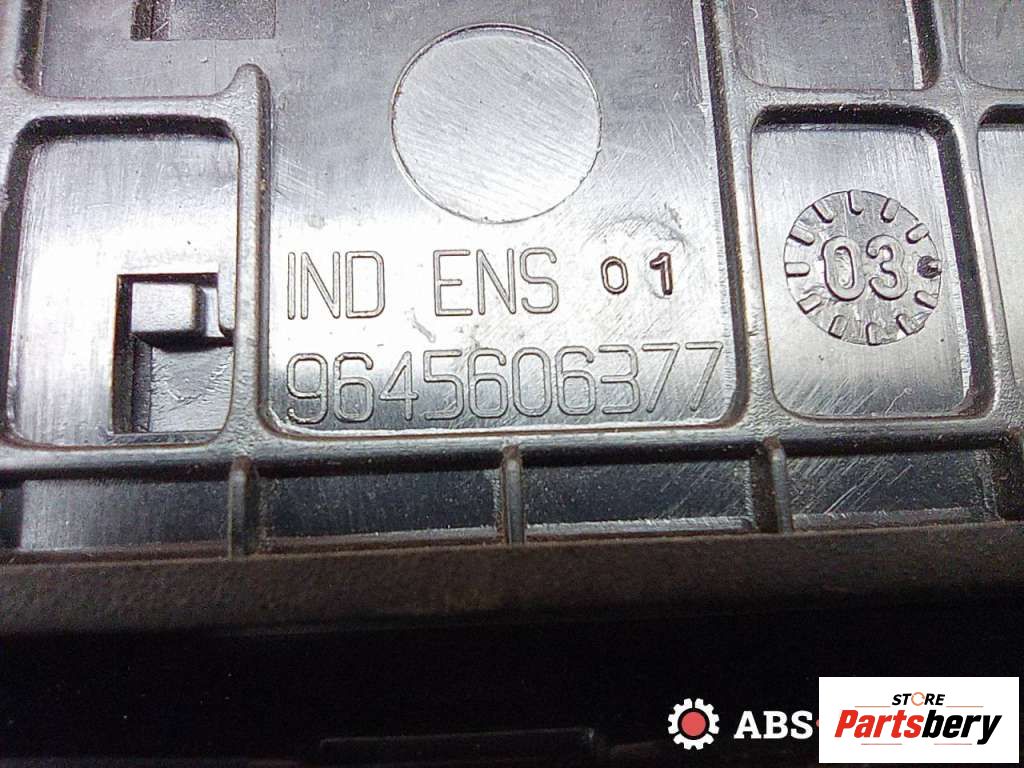 IND ENS 01
03
9645606377
ABS-
STORE
Partsbery